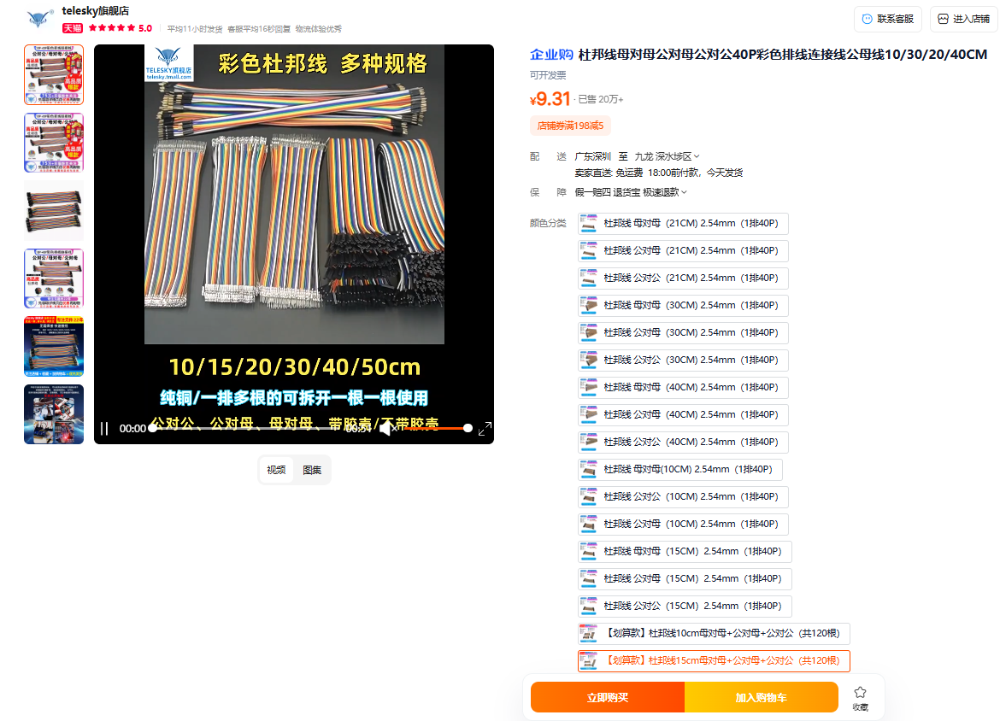 telesky旗舰店
天猫 5.0 平均11小时发货 客服平均16秒回复 物流体验优秀
联系客服
进入店铺
TELESKY旗舰店
telesky.tmall.com
彩色杜邦线 多种规格
10/15/20/30/40/50cm
纯铜/一排多根的可拆开一根一根使用
公对公、公对母、母对母、带胶壳/不带胶壳
00:00
视频
图集
企业购 杜邦线母对母公对母公对公40P彩色排线连接线公母线10/30/20/40CM
可开发票
¥9.31 · 已售 20万+
店铺券满198减5
配 送 广东深圳 至 九龙 深水埗区
卖家直送: 免运费 18:00前付款，今天发货
保 障 假一赔四 退货宝 极速退款
颜色分类
杜邦线 母对母（21CM) 2.54mm（1排40P）
杜邦线 公对母（21CM) 2.54mm（1排40P）
杜邦线 公对公（21CM) 2.54mm（1排40P）
杜邦线 母对母（30CM) 2.54mm（1排40P）
杜邦线 公对母（30CM) 2.54mm（1排40P）
杜邦线 公对公（30CM) 2.54mm（1排40P）
杜邦线 母对母（40CM) 2.54mm（1排40P）
杜邦线 公对母（40CM) 2.54mm（1排40P）
杜邦线 公对公（40CM) 2.54mm（1排40P）
杜邦线 母对母(10CM) 2.54mm（1排40P）
杜邦线 公对公（10CM) 2.54mm（1排40P）
杜邦线 公对母（10CM) 2.54mm（1排40P）
杜邦线 母对母（15CM）2.54mm（1排40P）
杜邦线 公对母（15CM）2.54mm（1排40P）
杜邦线 公对公（15CM）2.54mm（1排40P）
【划算款】杜邦线10cm母对母+公对母+公对公（共120根）
【划算款】杜邦线15cm母对母+公对母+公对公（共120根）
立即购买
加入购物车
收藏